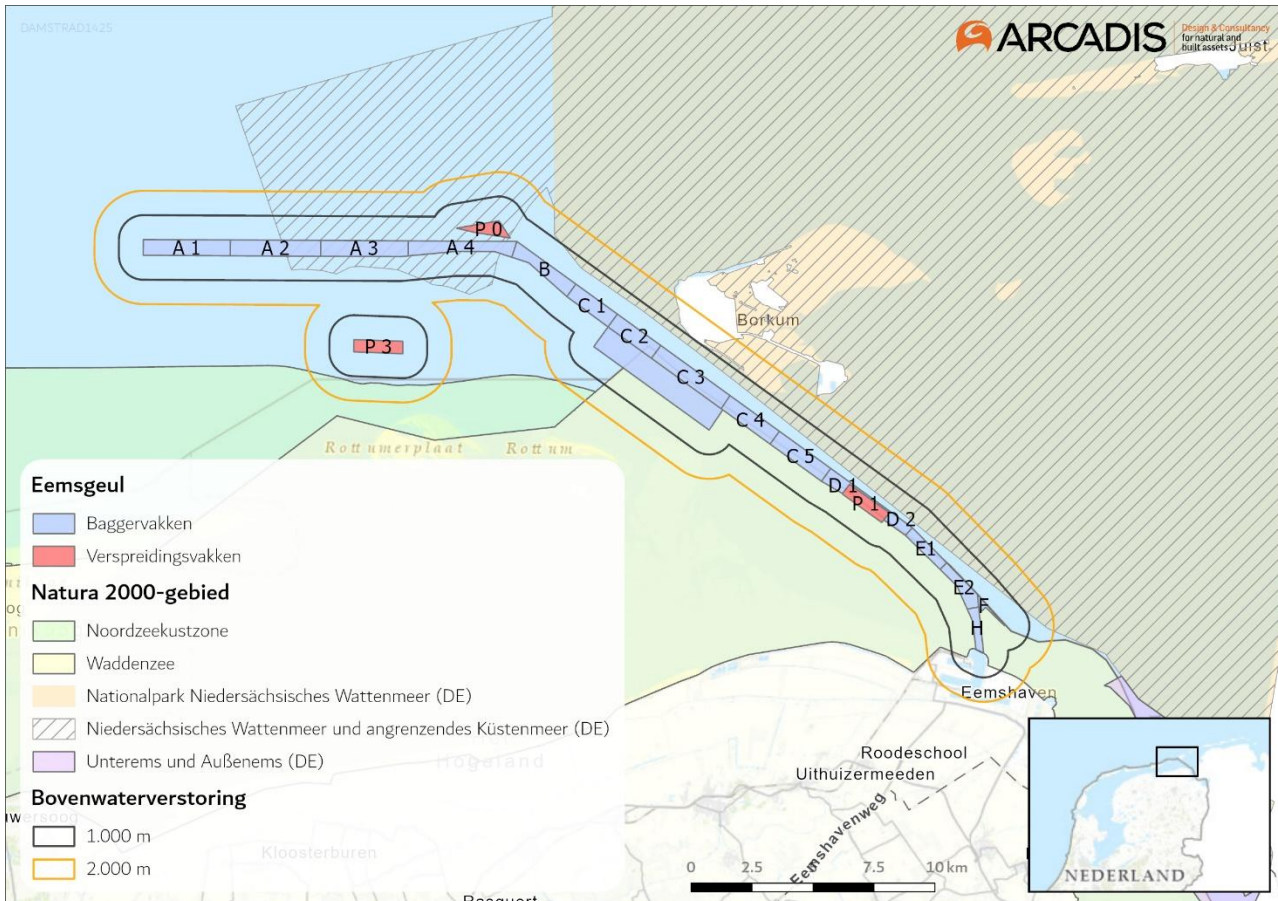 DAMSTRAD1425
ARCADIS
Design & Consultancy
for natural and
built assets
Juist
P 0
A 1
A 2
A 3
A 4
B
C 1
Borkum
C 2
P 3
C 3
C 4
Rottumerplaat
Rottum
C 5
D 1
P 1
D 2
E1
E2
F
H
Eemshaven
Eemsgeul
Baggervakken
Verspreidingsvakken
Natura 2000-gebied
Noordzeekustzone
Waddenzee
Nationalpark Niedersächsisches Wattenmeer (DE)
Niedersächsisches Wattenmeer und angrenzendes Küstenmeer (DE)
Unterems und Außenems (DE)
Hogeland
Bovenwaterverstoring
1.000 m
2.000 m
Kloosterburen
Roodeschool
Uithuizermeeden
Eemshavenweg
0 2.5 5 7.5 10 km
NEDERLAND